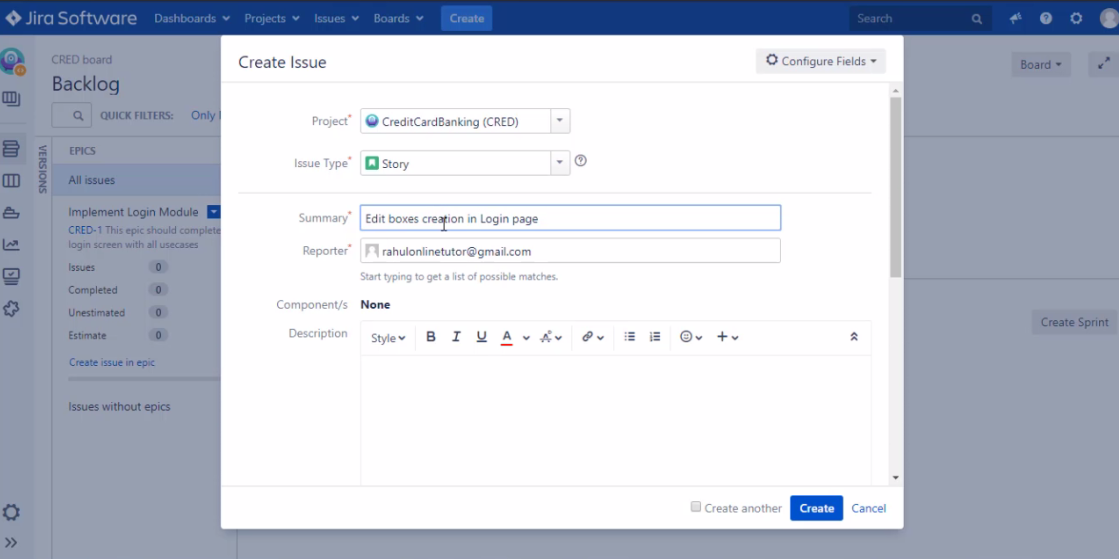 Jira Software Dashboards Projects Issues Boards Create Search
CRED board
Backlog
Board
QUICK FILTERS: Only
VERSIONS
EPICS
All issues
Implement Login Module
CRED-1 This epic should complete
login screen with all usecases
Issues 0
Completed 0
Unestimated 0
Estimate 0
Create issue in epic
Issues without epics
Create Issue
Configure Fields
Project* CreditCardBanking (CRED)
Issue Type* Story
Summary* Edit boxes creation in Login page
Reporter* rahulonlinetutor@gmail.com
Start typing to get a list of possible matches.
Component/s None
Description Style B I U A
Create another Create Cancel
Create Sprint